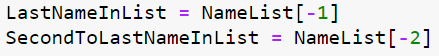 LastNameInList = NameList[-1]
SecondToLastNameInList = NameList[-2]